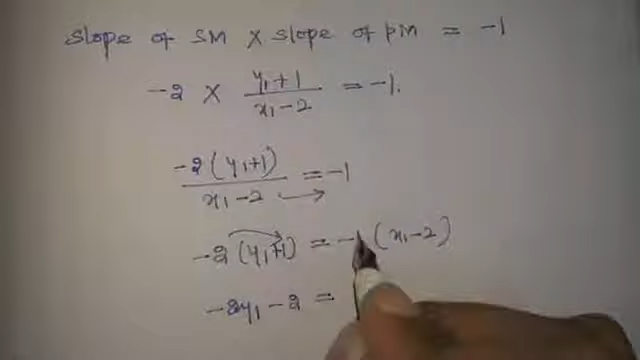 Slope of SM × Slope of PM = -1
-2 × (y₁+1)/(x₁-2) = -1.
-2(y₁+1)/(x₁-2) = -1
-2(y₁+1) = -1(x₁-2)
-2y₁-2 =